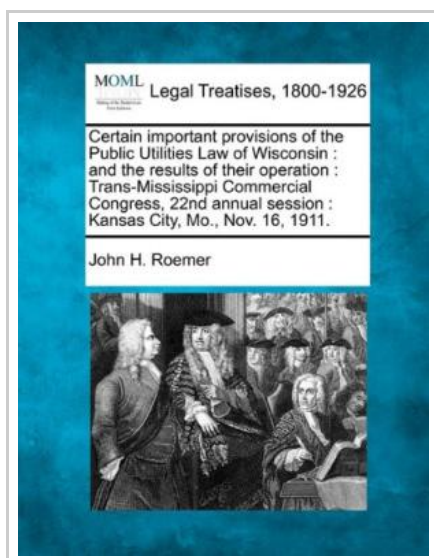 MOML
Legal Treatises, 1800-1926
Certain important provisions of the
Public Utilities Law of Wisconsin :
and the results of their operation :
Trans-Mississippi Commercial
Congress, 22nd annual session :
Kansas City, Mo., Nov. 16, 1911.
John H. Roemer